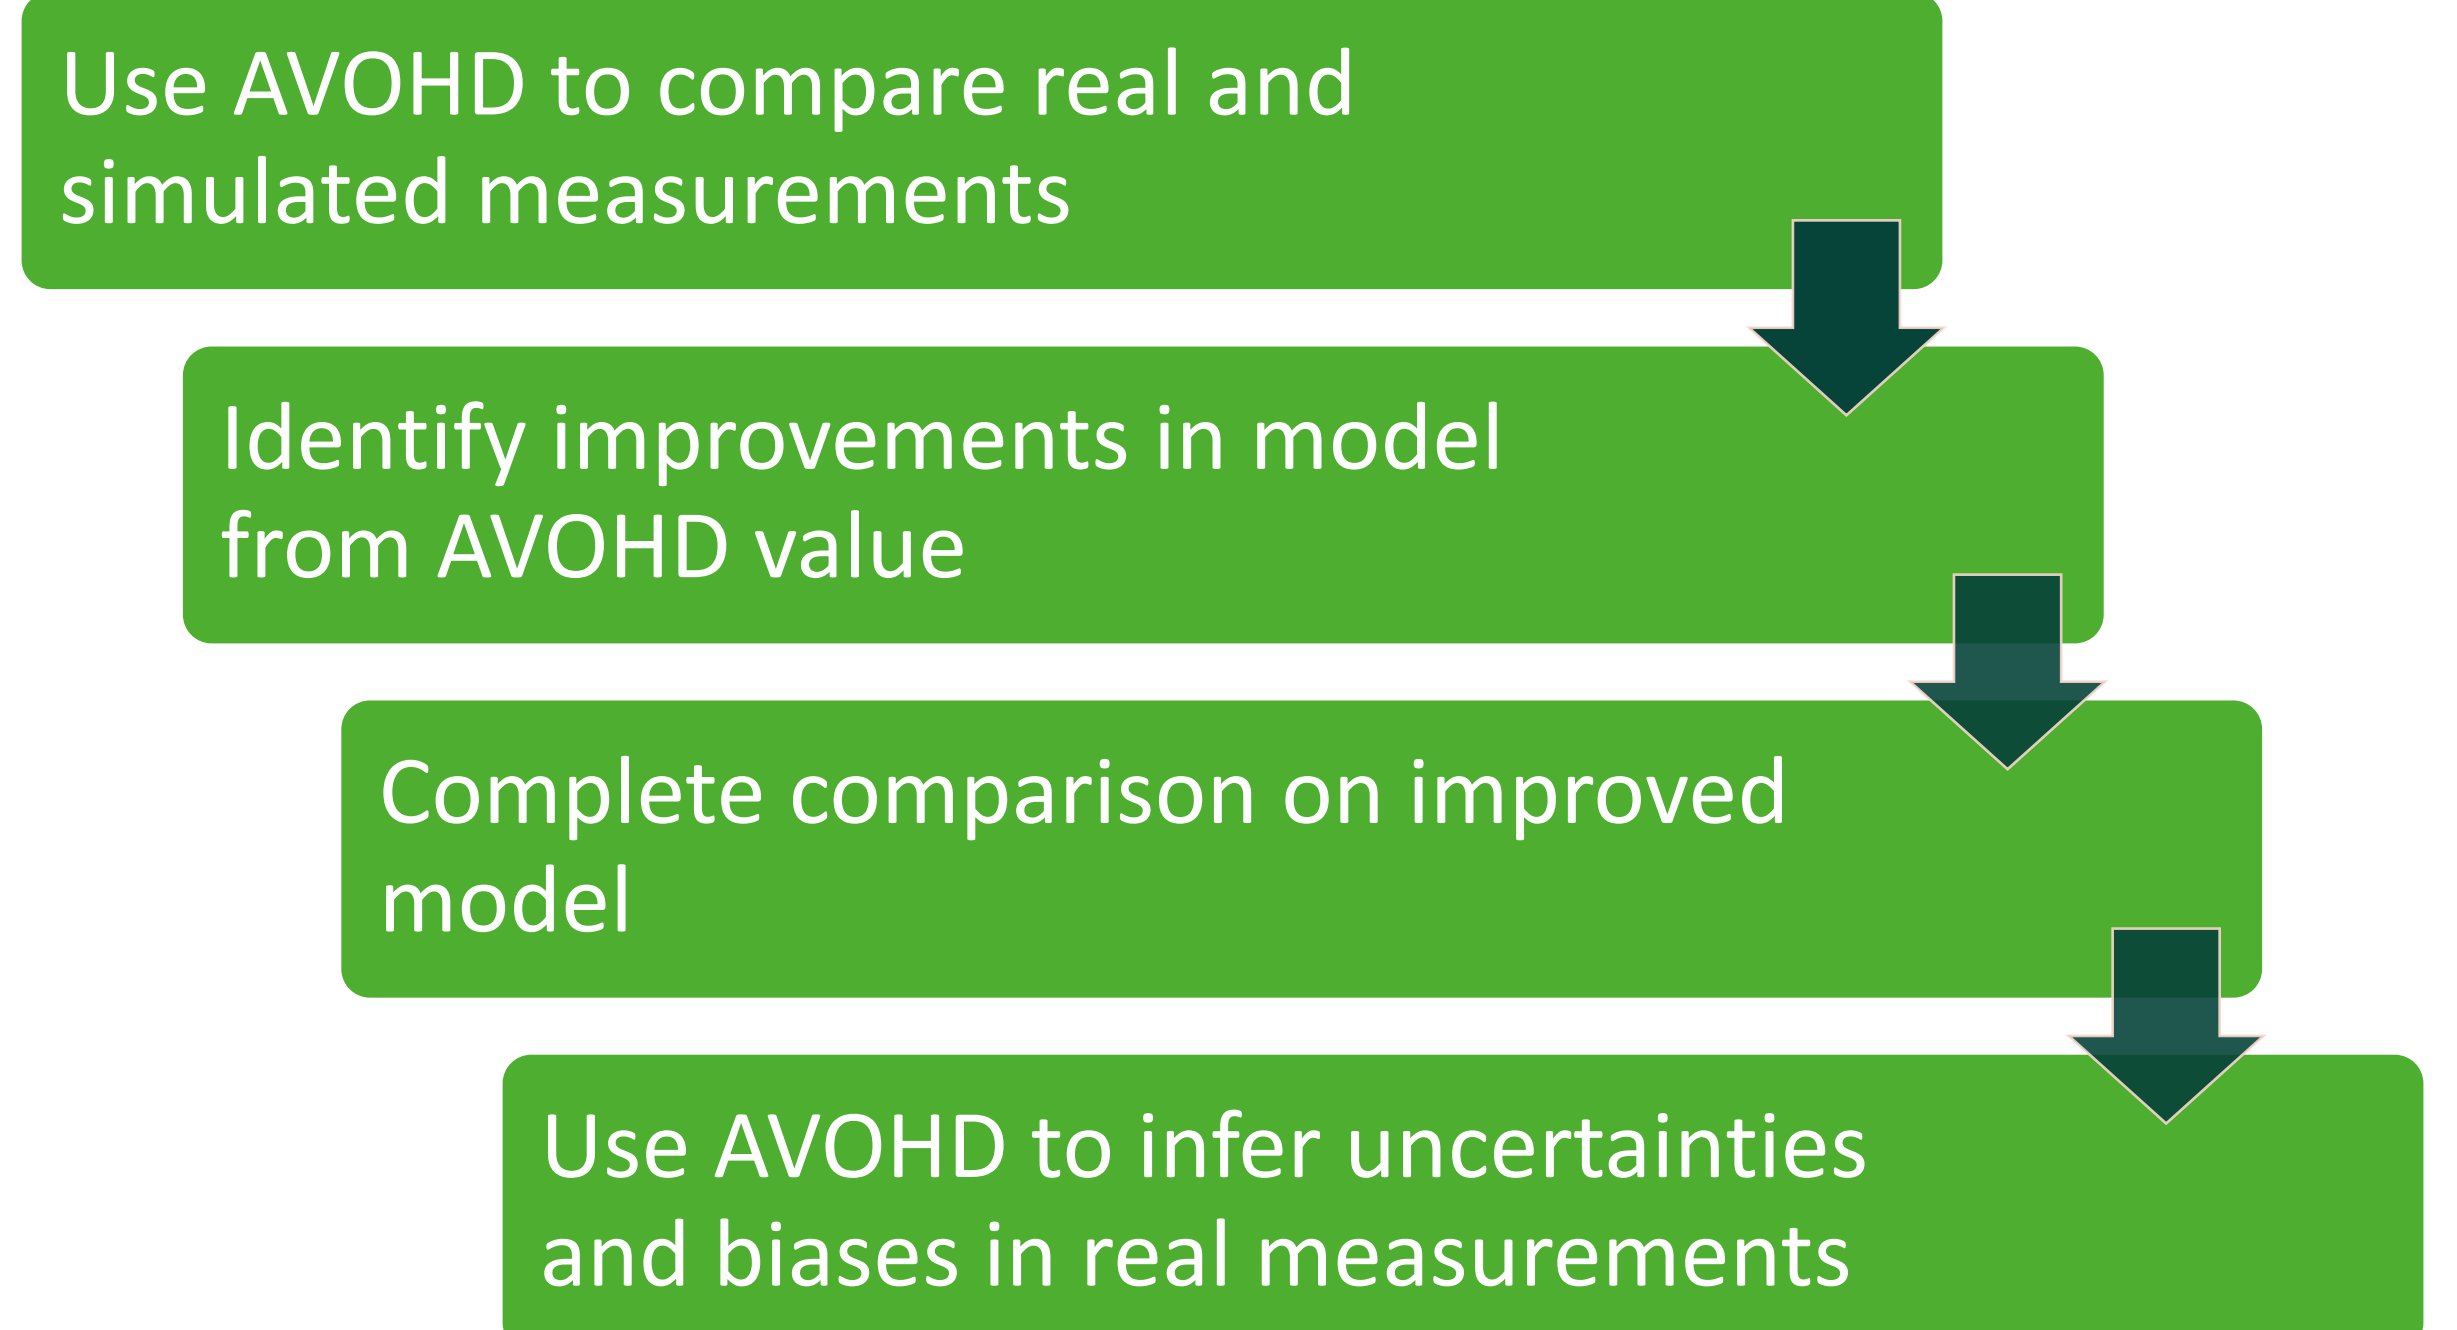 Use AVOHD to compare real and
simulated measurements
Identify improvements in model
from AVOHD value
Complete comparison on improved
model
Use AVOHD to infer uncertainties
and biases in real measurements